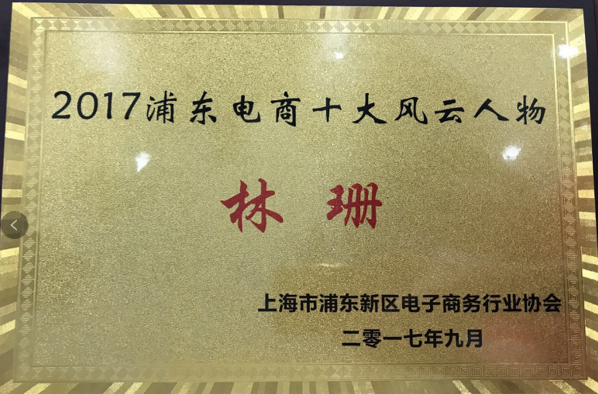 2017浦东电商十大风云人物
林珊
上海市浦东新区电子商务行业协会
二零一七年九月